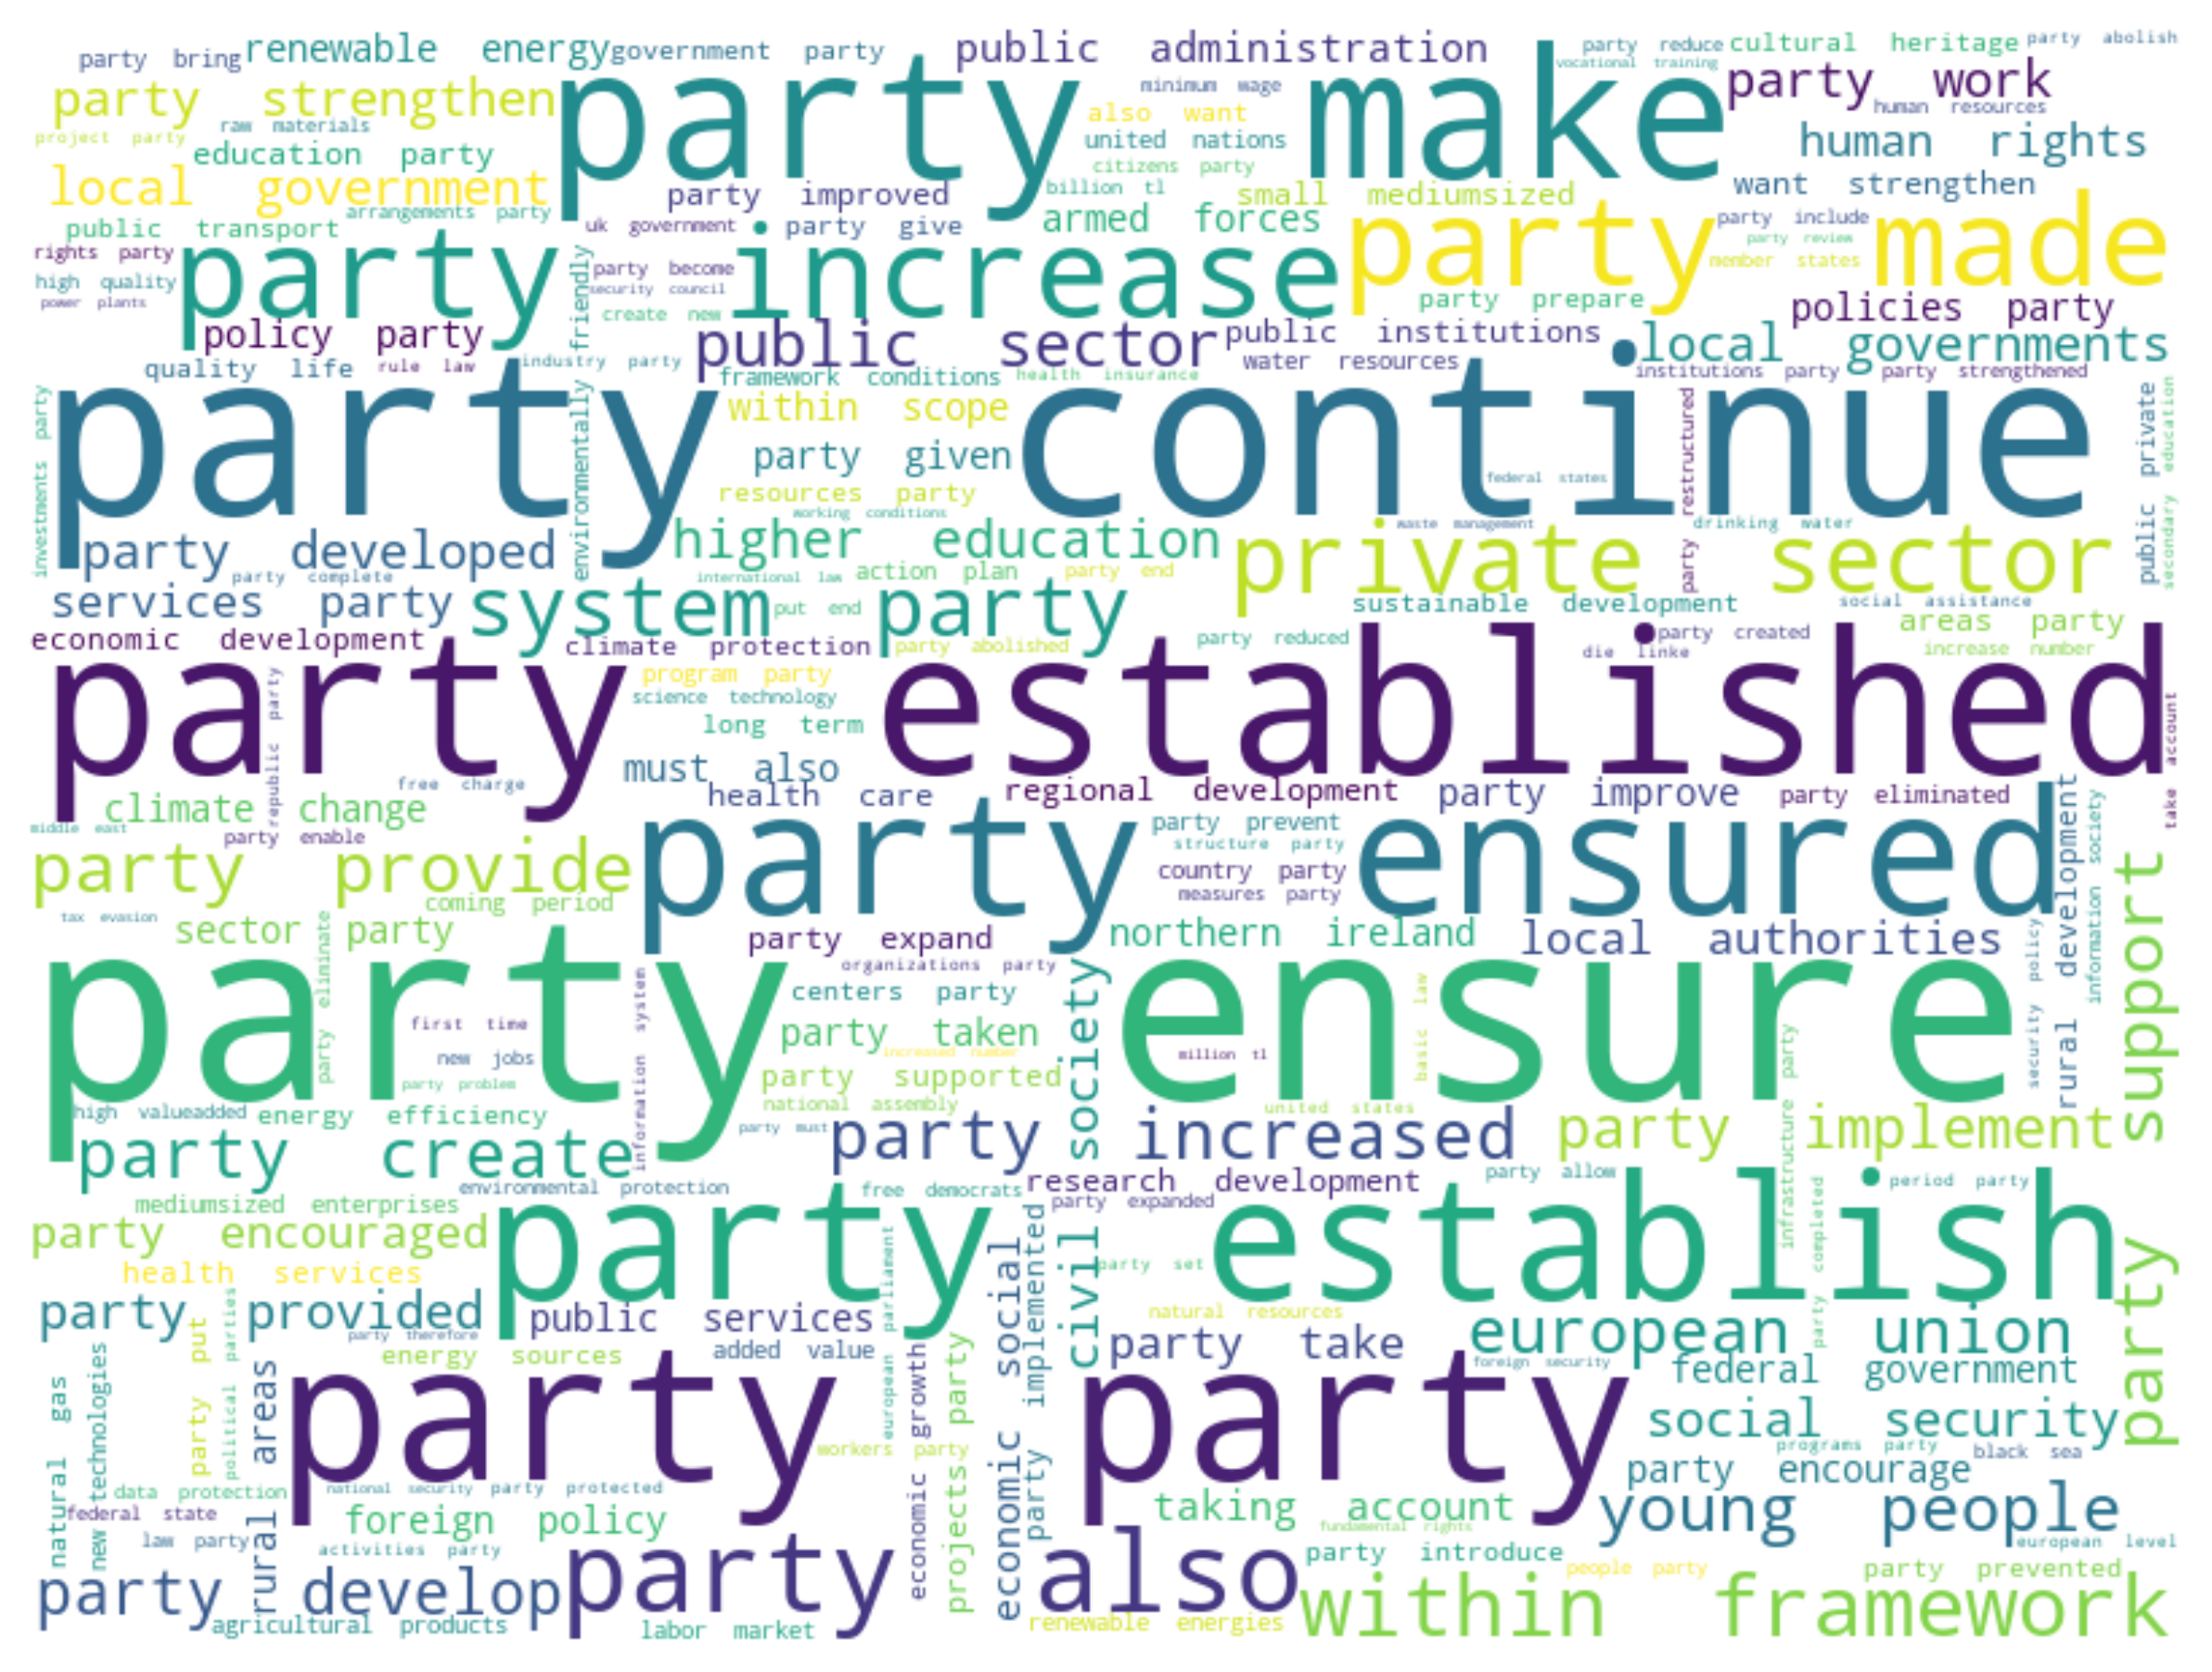 party bring
renewable energy
government party
public administration
party reduce
cultural heritage
party abolish
vocational training
party strengthen
party make
minimum wage
party work
also want
human resources
raw materials
project party
united nations
human rights
education party
citizens party
local government
party improved
billion tl
small mediumsized
want strengthen
arrangements party
armed forces
party made
party include
public transport
uk government
party give
party review
rights party
party increase
member states
high quality
party become
security council
power plants
create new
party prepare
policies party
policy party
public sector
public institutions
local governments
environmentally friendly
quality life
rule law
industry party
water resources
framework conditions
health insurance
institutions party
party strengthened
party continue
within scope
party restructured
public private
secondary education
investments party
party given
federal states
resources party
working conditions
higher education
waste management
drinking water
party developed
private sector
party complete
international law
action plan
party end
services party
system party
put end
sustainable development
social assistance
economic development
climate protection
party abolished
party reduced
party created
areas party
die linke
increase number
party established
program party
science technology
long term
republic party
take account
must also
free charge
health care
regional development
party improve
party eliminated
climate change
middle east
party enable
party ensured
party prevent
structure party
rural development
information society
party provide
country party
measures party
party support
coming period
tax evasion
sector party
party expand
northern ireland
local authorities
party eliminate
organizations party
security policy
party ensure
centers party
civil society
basic law
information system
first time
party taken
new jobs
increased number
million tl
infrastructure party
party problem
party supported
high valueadded
energy efficiency
national assembly
united states
party must
party create
party increased
party implement
environmental protection
free democrats
research development
party allow
period party
mediumsized enterprises
party expanded
party establish
party encouraged
economic social
party implemented
party set
party completed
health services
party provided
public services
natural resources
party put
political parties
party therefore
european parliament
party take
european union
energy sources
added value
foreign security
federal government
natural gas
new technologies
rural areas
party party
economic growth
projects party
social security
workers party
programs party
black sea
party encourage
data protection
national security
party protected
federal state
foreign policy
taking account
young people
law party
activities party
fundamental rights
european level
party also
party introduce
people party
party prevented
party develop
within framework
agricultural products
labor market
renewable energies